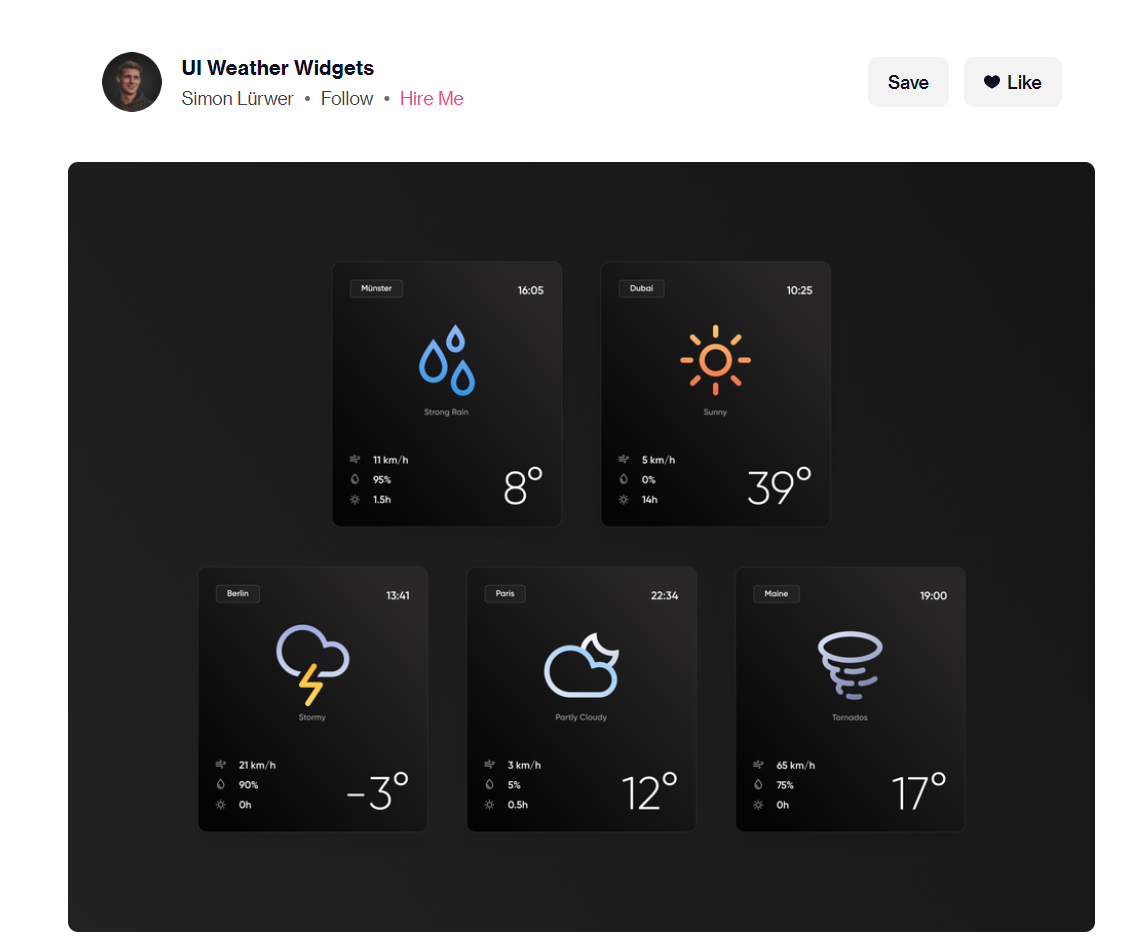 UI Weather Widgets
Simon Lürwer • Follow • Hire Me
Save
Like
Münster
16:05
Strong Rain
11 km/h
95%
1.5h
8°
Dubai
10:25
Sunny
5 km/h
0%
14h
39°
Berlin
13:41
Stormy
21 km/h
90%
0h
−3°
Paris
22:34
Partly Cloudy
3 km/h
5%
0.5h
12°
Maine
19:00
Tornados
65 km/h
75%
0h
17°